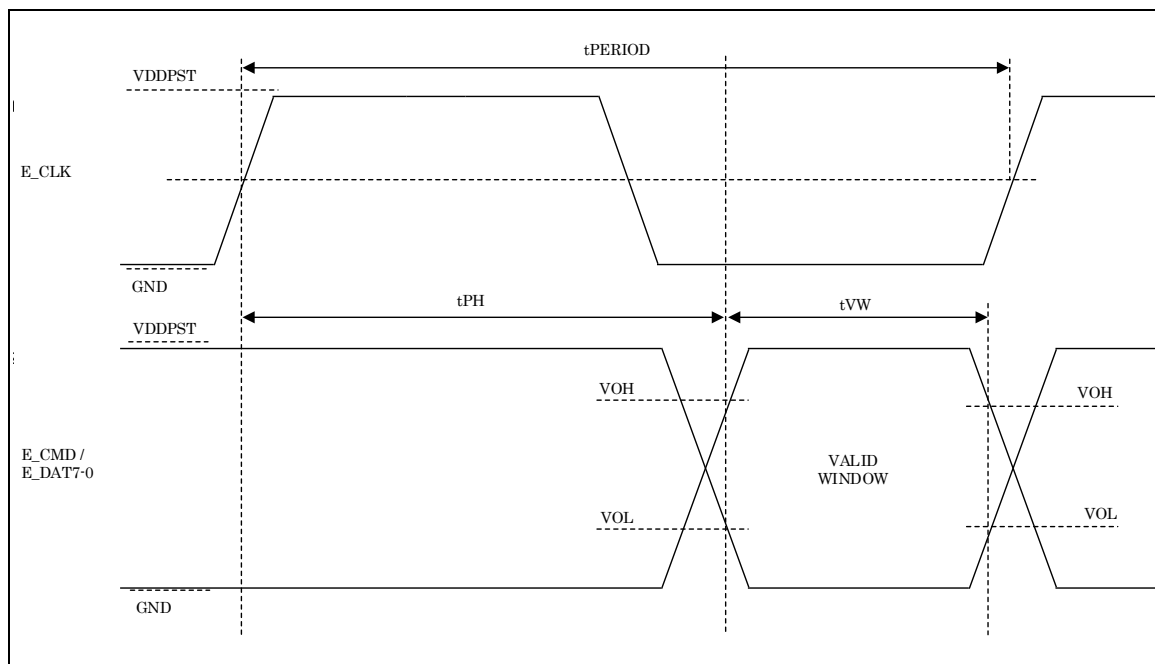 tPERIOD
VDDPST
E_CLK
GND
tPH
tVW
VDDPST
VOH
VOH
E_CMD /
E_DAT7-0
VALID
WINDOW
VOL
VOL
GND